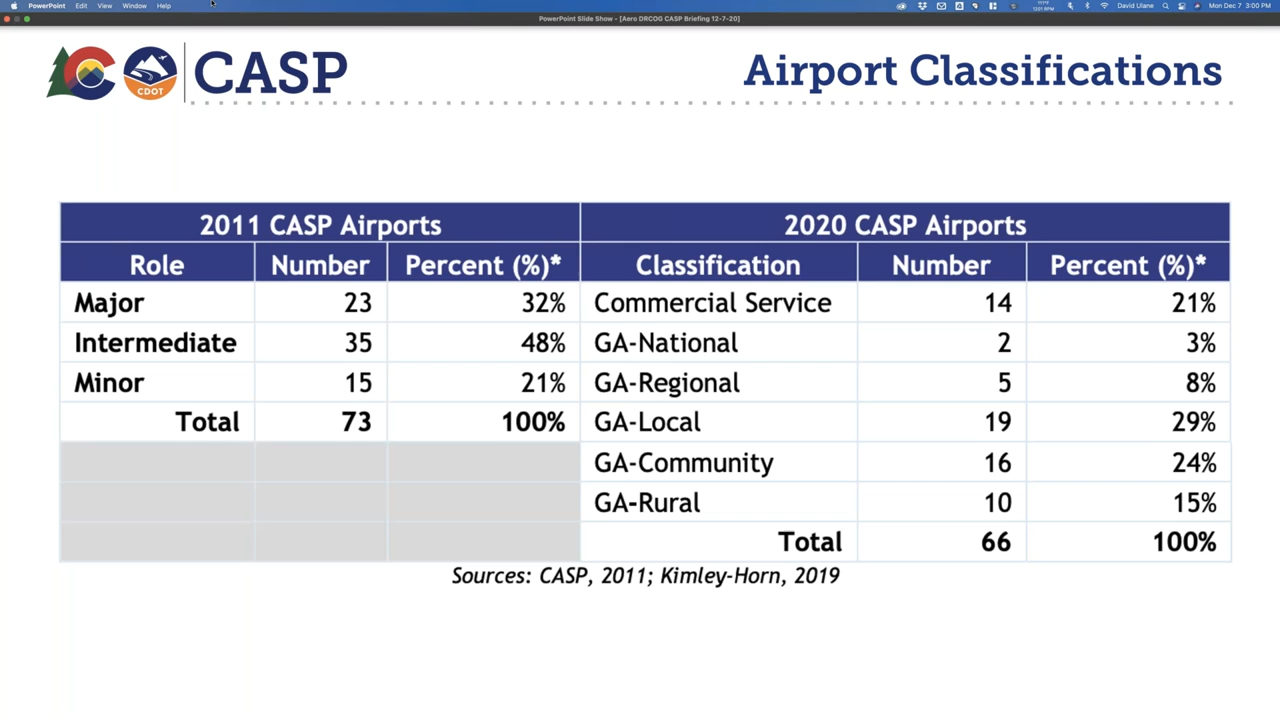 PowerPoint Edit View Window Help David Ulane Mon Dec 7 3:00 PM
PowerPoint Slide Show - [Aero DRCOG CASP Briefing 12-7-20]
CDOT CASP Airport Classifications
2011 CASP Airports 2020 CASP Airports
Role Number Percent (%)* Classification Number Percent (%)*
Major 23 32% Commercial Service 14 21%
Intermediate 35 48% GA-National 2 3%
Minor 15 21% GA-Regional 5 8%
Total 73 100% GA-Local 19 29%
GA-Community 16 24%
GA-Rural 10 15%
Total 66 100%
Sources: CASP, 2011; Kimley-Horn, 2019